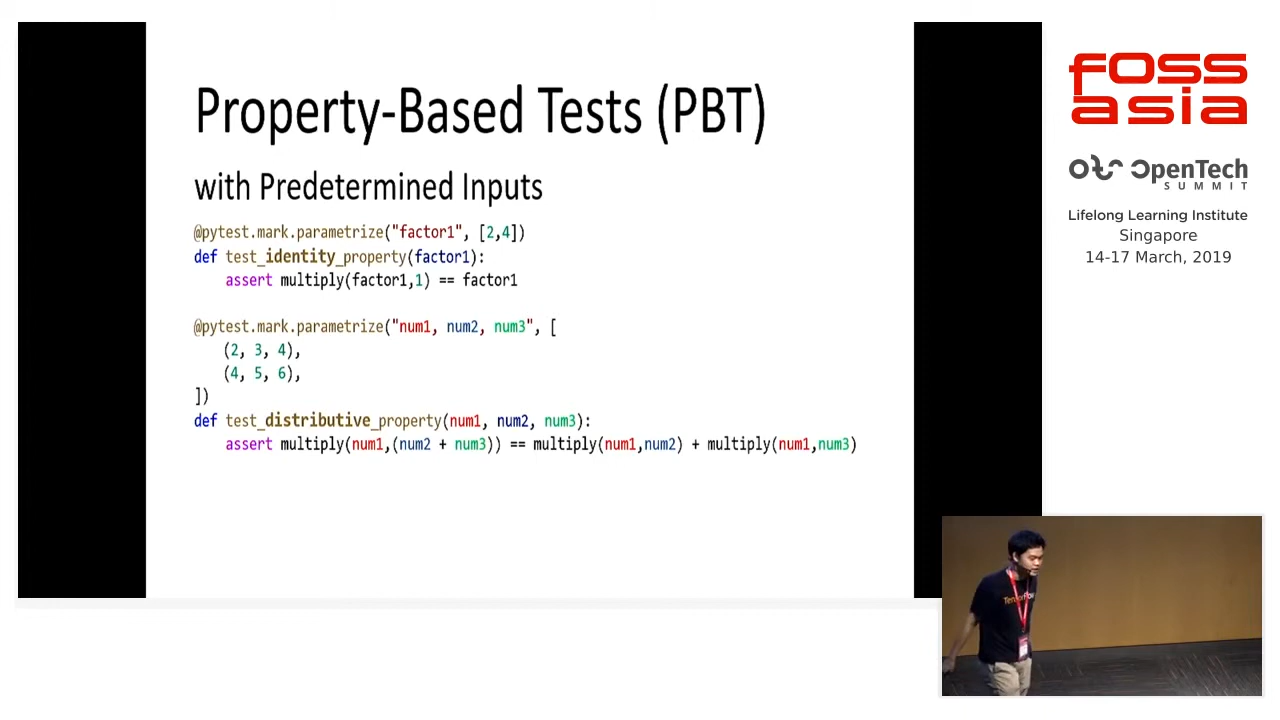 Property-Based Tests (PBT)
with Predetermined Inputs
@pytest.mark.parametrize("factor1", [2,4])
def test_identity_property(factor1):
    assert multiply(factor1,1) == factor1
@pytest.mark.parametrize("num1, num2, num3", [
    (2, 3, 4),
    (4, 5, 6),
])
def test_distributive_property(num1, num2, num3):
    assert multiply(num1,(num2 + num3)) == multiply(num1,num2) + multiply(num1,num3)
FOSS
asia
OpenTech
SUMMIT
Lifelong Learning Institute
Singapore
14-17 March, 2019
TensorFlow